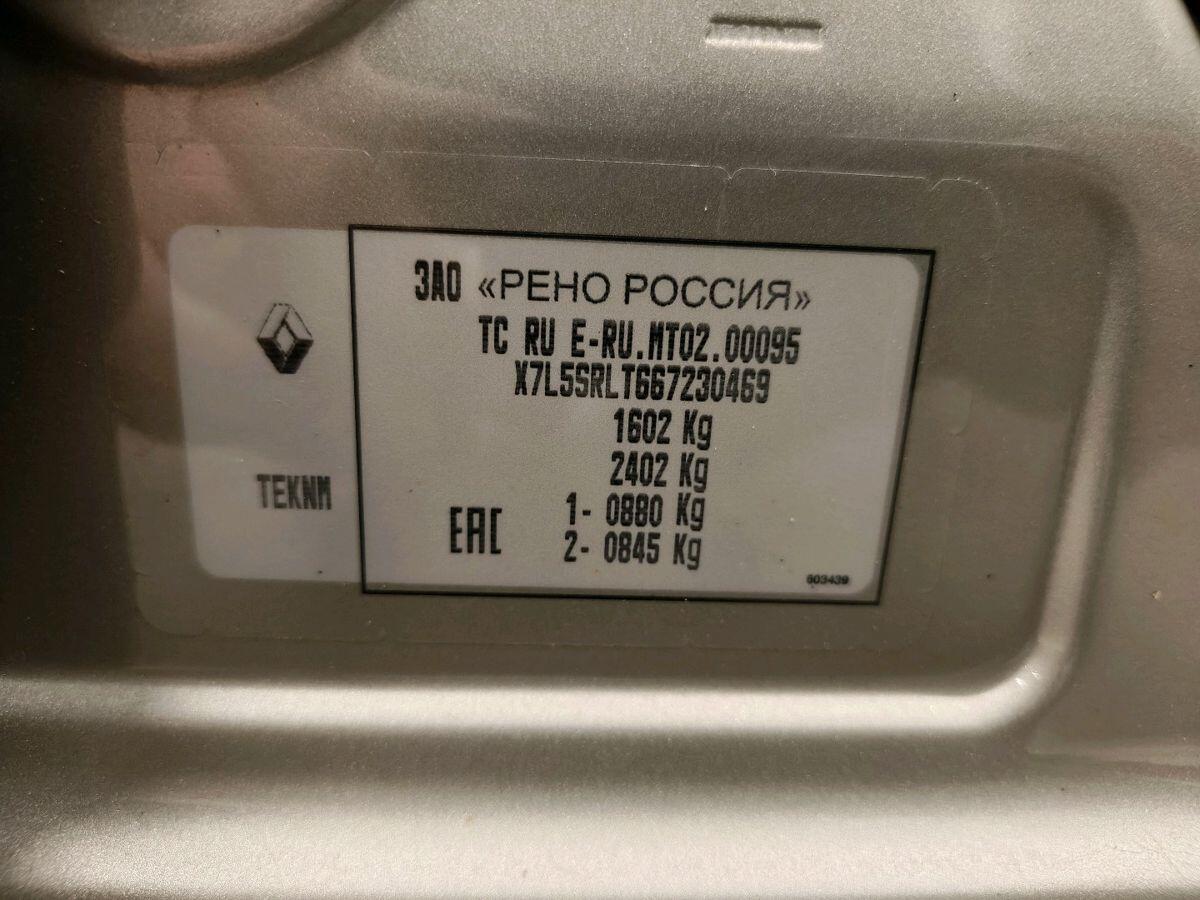 ЗАО «РЕНО РОССИЯ»
TC RU E-RU.MT02.00095
X7L5SRLT667230469
1602 Kg
2402 Kg
1- 0880 Kg
2- 0845 Kg
TEKNM
EAC
603439